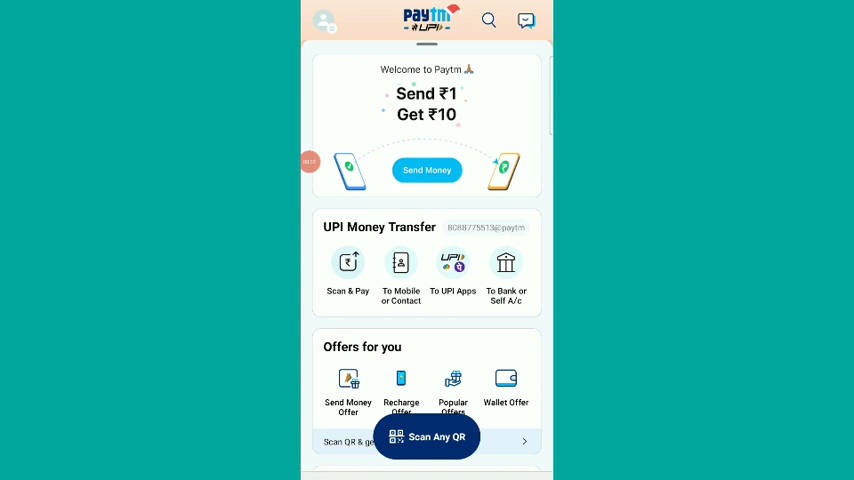 paytm
UPI
Welcome to Paytm 🙏
Send ₹1
Get ₹10
Send Money
UPI Money Transfer
8088775513@paytm
Scan & Pay
To Mobile
or Contact
To UPI Apps
To Bank or
Self A/c
Offers for you
Send Money
Offer
Recharge
Offer
Popular
Offers
Wallet Offer
Scan QR & ge
Scan Any QR